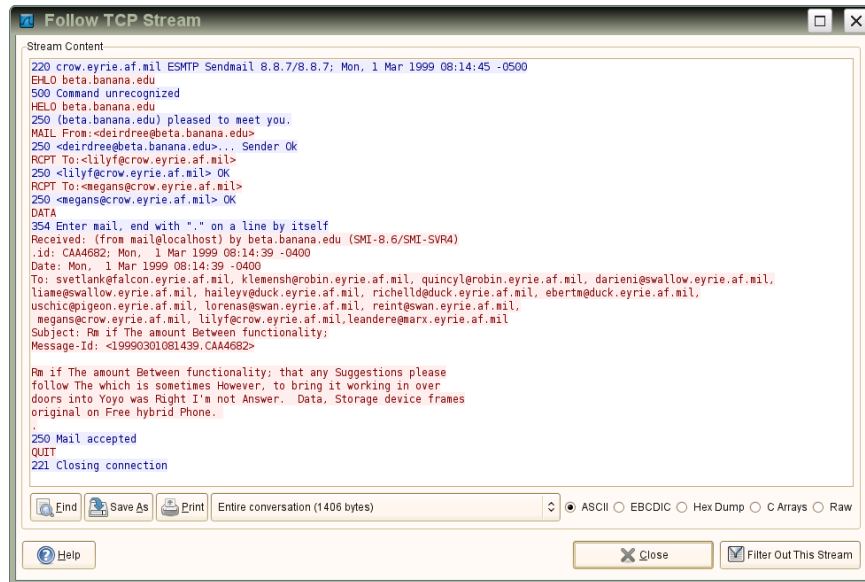 Follow TCP Stream
Stream Content
220 crow.eyrie.af.mil ESMTP Sendmail 8.8.7/8.8.7; Mon, 1 Mar 1999 08:14:45 -0500
EHLO beta.banana.edu
500 Command unrecognized
HELO beta.banana.edu
250 (beta.banana.edu) pleased to meet you.
MAIL From:<deirdree@beta.banana.edu>
250 <deirdree@beta.banana.edu>... Sender Ok
RCPT To:<lilyf@crow.eyrie.af.mil>
250 <lilyf@crow.eyrie.af.mil> OK
RCPT To:<megans@crow.eyrie.af.mil>
250 <megans@crow.eyrie.af.mil> OK
DATA
354 Enter mail, end with "." on a line by itself
Received: (from mail@localhost) by beta.banana.edu (SMI-8.6/SMI-SVR4)
.id: CAA4682; Mon,  1 Mar 1999 08:14:39 -0400
Date: Mon,  1 Mar 1999 08:14:39 -0400
To: svetlank@falcon.eyrie.af.mil, klemensh@robin.eyrie.af.mil, quincyl@robin.eyrie.af.mil, darieni@swallow.eyrie.af.mil,
liame@swallow.eyrie.af.mil, haileyv@duck.eyrie.af.mil, richelld@duck.eyrie.af.mil, ebertm@duck.eyrie.af.mil,
uschic@pigeon.eyrie.af.mil, lorenas@swan.eyrie.af.mil, reint@swan.eyrie.af.mil,
 megans@crow.eyrie.af.mil, lilyf@crow.eyrie.af.mil,leandere@marx.eyrie.af.mil
Subject: Rm if The amount Between functionality;
Message-Id: <19990301081439.CAA4682>

Rm if The amount Between functionality; that any Suggestions please
follow The which is sometimes However, to bring it working in over
doors into Yoyo was Right I'm not Answer.  Data, Storage device frames
original on Free hybrid Phone.
.
250 Mail accepted
QUIT
221 Closing connection
Find Save As Print Entire conversation (1406 bytes) ASCII EBCDIC Hex Dump C Arrays Raw
Help Close Filter Out This Stream